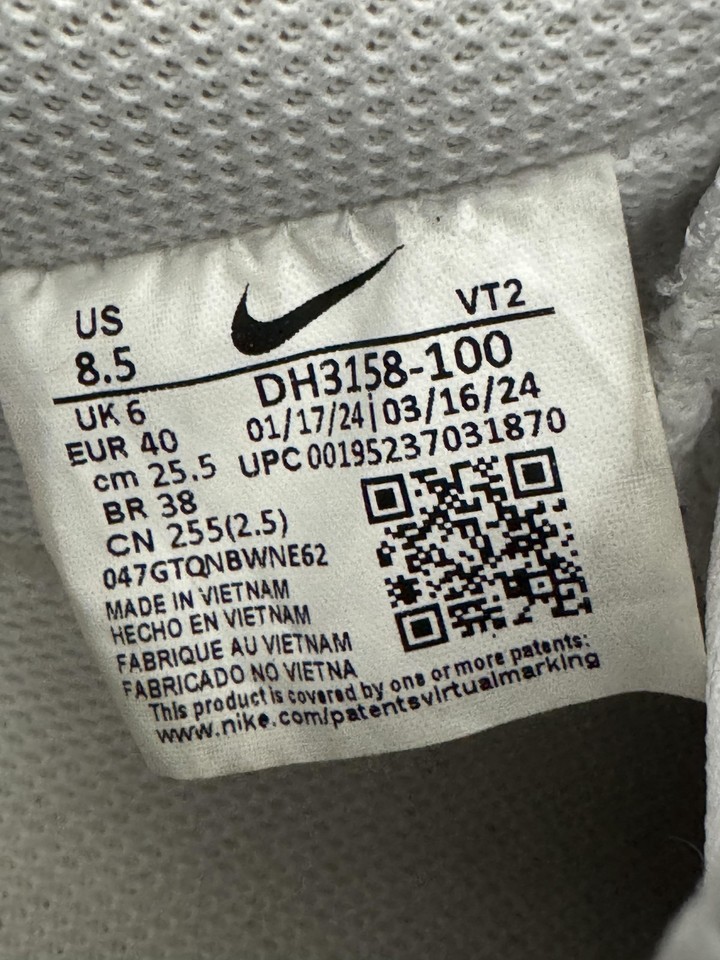 US
8.5
VT2
DH3158-100
01/17/24|03/16/24
UPC 00195237031870
UK 6
EUR 40
cm 25.5
BR 38
CN 255(2.5)
047GTQNBWNE62
MADE IN VIETNAM
HECHO EN VIETNAM
FABRIQUE AU VIETNAM
FABRICADO NO VIETNA
This product is covered by one or more patents:
www.nike.com/patentsvirtualmarking